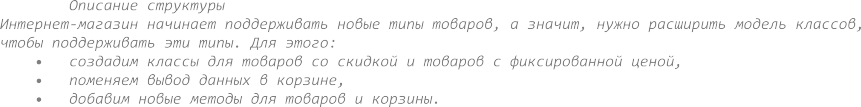 Описание структуры
Интернет-магазин начинает поддерживать новые типы товаров, а значит, нужно расширить модель классов,
чтобы поддерживать эти типы. Для этого:
• создадим классы для товаров со скидкой и товаров с фиксированной ценой,
• поменяем вывод данных в корзине,
• добавим новые методы для товаров и корзины.